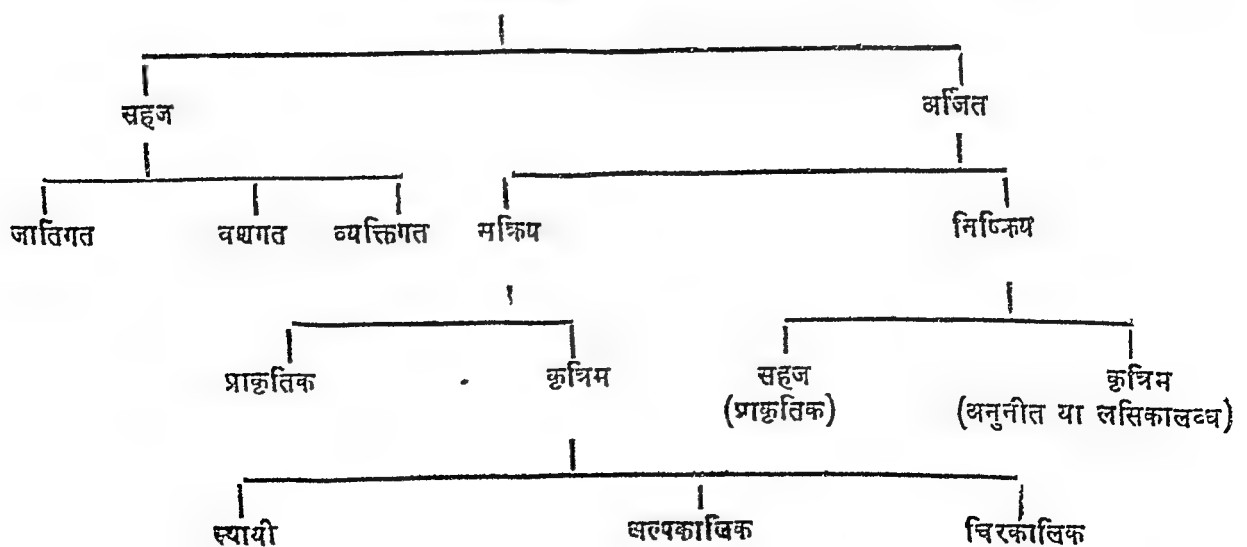 सहज अर्जित
जातिगत वंशगत व्यक्तिगत सक्रिय निष्क्रिय
प्राकृतिक कृत्रिम सहज कृत्रिम
(प्राकृतिक) (अनुनीत या लसिकालब्ध)
स्थायी अल्पकालिक चिरकालिक